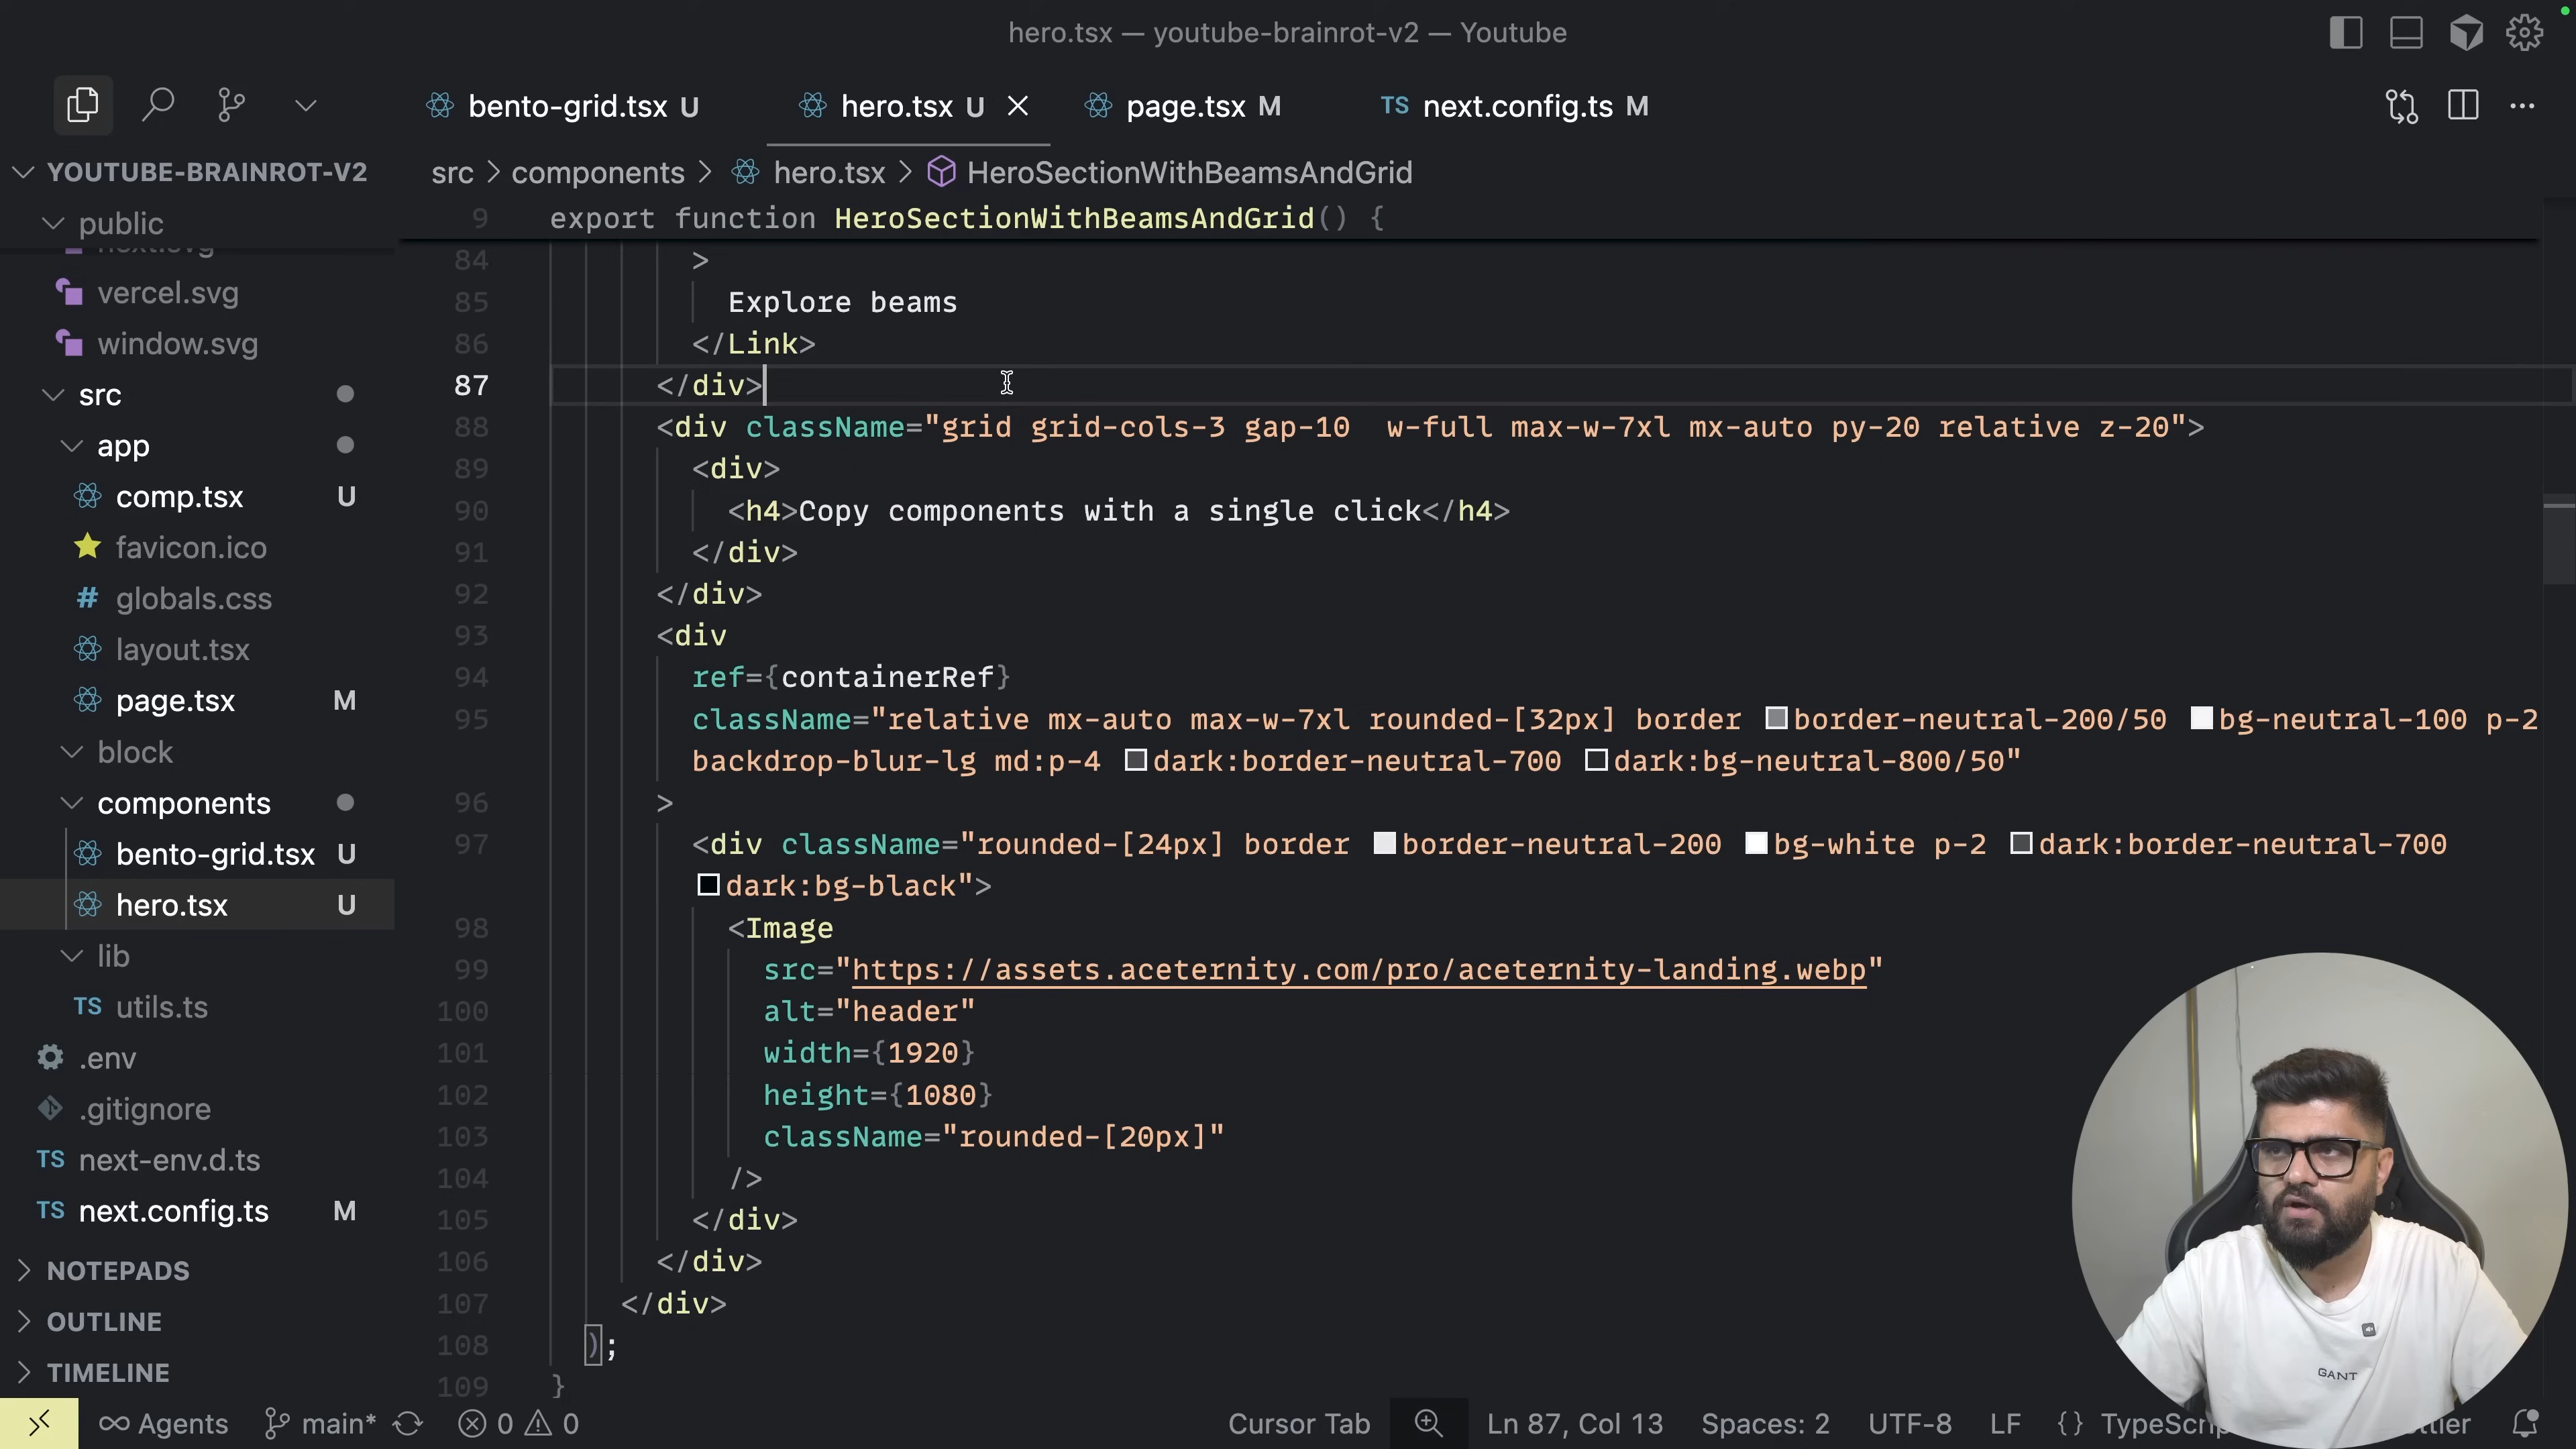 hero.tsx — youtube-brainrot-v2 — Youtube
bento-grid.tsx U
hero.tsx U
page.tsx M
TS next.config.ts M
YOUTUBE-BRAINROT-V2
src > components > hero.tsx > HeroSectionWithBeamsAndGrid
public
next.svg
vercel.svg
window.svg
src
app
comp.tsx U
favicon.ico
# globals.css
layout.tsx
page.tsx M
block
components
bento-grid.tsx U
hero.tsx U
lib
TS utils.ts
.env
.gitignore
TS next-env.d.ts
TS next.config.ts M
NOTEPADS
OUTLINE
TIMELINE
9 export function HeroSectionWithBeamsAndGrid() {
84 >
85 Explore beams
86 </Link>
87 </div>
88 <div className="grid grid-cols-3 gap-10  w-full max-w-7xl mx-auto py-20 relative z-20">
89 <div>
90 <h4>Copy components with a single click</h4>
91 </div>
92 </div>
93 <div
94 ref={containerRef}
95 className="relative mx-auto max-w-7xl rounded-[32px] border border-neutral-200/50 bg-neutral-100 p-2
backdrop-blur-lg md:p-4 dark:border-neutral-700 dark:bg-neutral-800/50"
96 >
97 <div className="rounded-[24px] border border-neutral-200 bg-white p-2 dark:border-neutral-700
dark:bg-black">
98 <Image
99 src="https://assets.aceternity.com/pro/aceternity-landing.webp"
100 alt="header"
101 width={1920}
102 height={1080}
103 className="rounded-[20px]"
104 />
105 </div>
106 </div>
107 </div>
108 );
109 }
GANT
Agents main* 0 0 Cursor Tab Ln 87, Col 13 Spaces: 2 UTF-8 LF {}